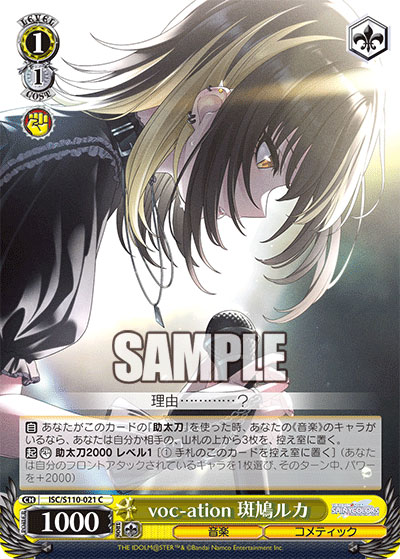 LEVEL
1
1
COST
SAMPLE
理由…………？
自 あなたがこのカードの『助太刀』を使った時、あなたの《音楽》のキャラが
いるなら、あなたは自分か相手の、山札の上から3枚を、控え室に置く。
起 助太刀2000 レベル1 [① 手札のこのカードを控え室に置く] （あなた
は自分のフロントアタックされているキャラを1枚選び、そのターン中、パワー
を＋2000）
CH ISC/S110-021 C
POWER
1000
voc-ation 斑鳩ルカ
SHINYCOLORS
音楽
コメティック
THE IDOLM@STER™& ©Bandai Namco Entertainment Inc.